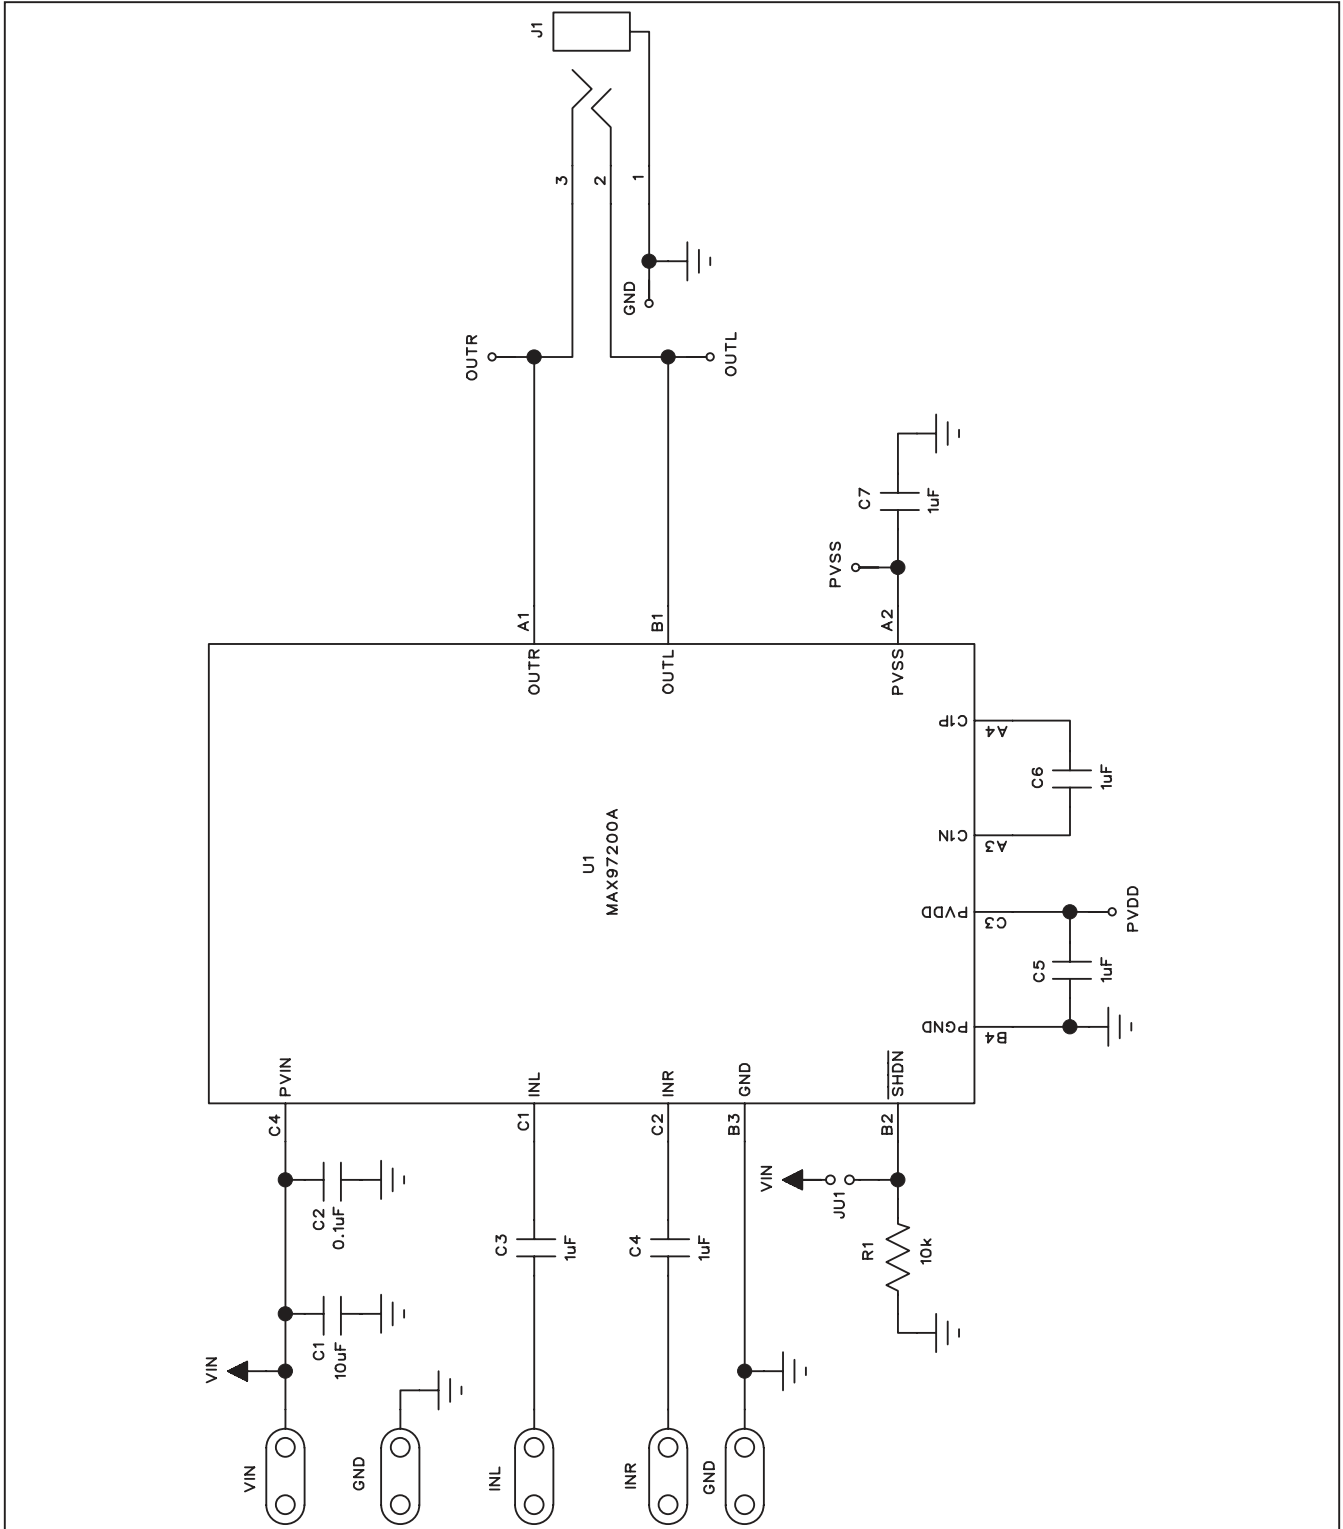 J1
3
2
1
GND
OUTR
OUTL
C7
1uF
PVSS
A1
B1
A2
OUTR
OUTL
PVSS
C1P
A4
C6
1uF
U1
MAX97200A
C1N
A3
PVDD
C3
PVDD
C5
1uF
PGND
B4
PVIN
INL
INR
GND
SHDN
C4
C1
C2
B3
B2
VIN
JU1
C2
0.1uF
C3
1uF
C4
1uF
R1
10k
VIN
C1
10uF
VIN
GND
INL
INR
GND